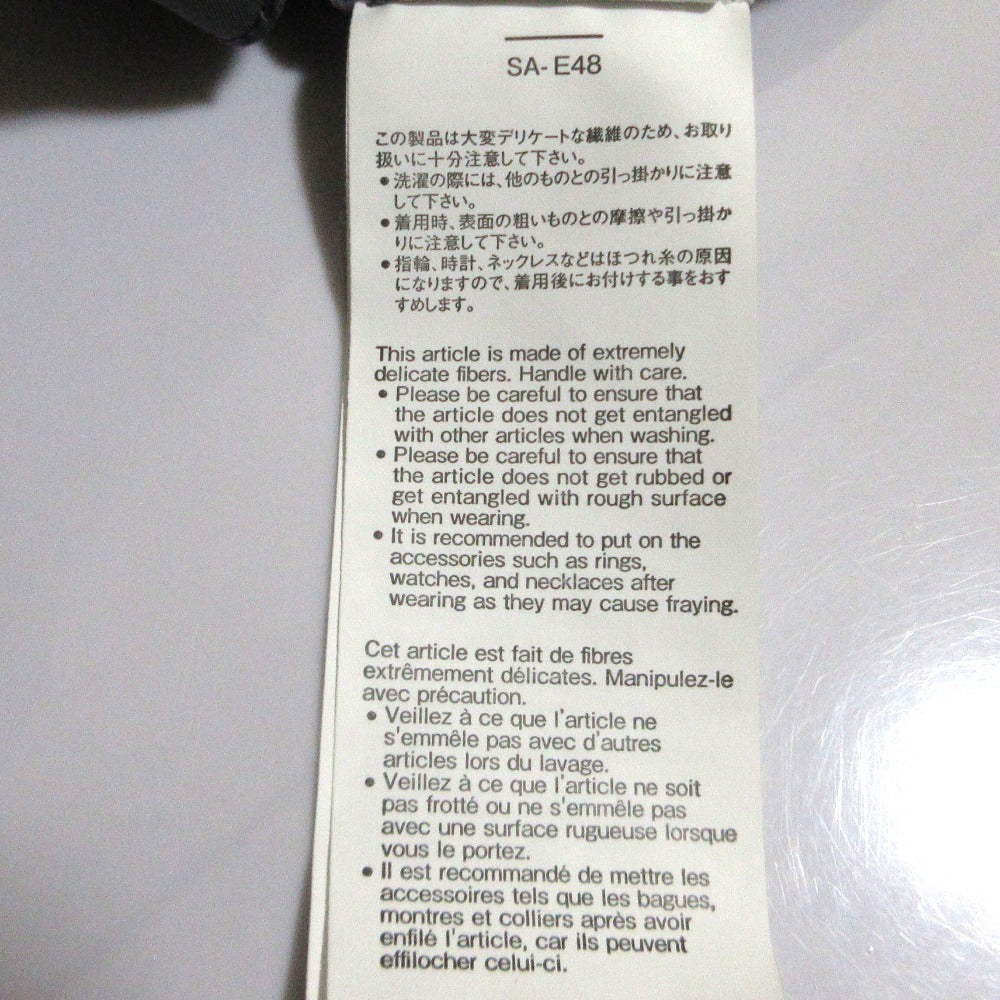 SA-E48
この製品は大変デリケートな繊維のため、お取り
扱いに十分注意して下さい。
●洗濯の際には、他のものとの引っ掛かりに注意
して下さい。
●着用時、表面の粗いものとの摩擦や引っ掛か
りに注意して下さい。
●指輪、時計、ネックレスなどはほつれ糸の原因
になりますので、着用後にお付けする事をおす
すめします。
This article is made of extremely
delicate fibers. Handle with care.
● Please be careful to ensure that
the article does not get entangled
with other articles when washing.
● Please be careful to ensure that
the article does not get rubbed or
get entangled with rough surface
when wearing.
● It is recommended to put on the
accessories such as rings,
watches, and necklaces after
wearing as they may cause fraying.
Cet article est fait de fibres
extrêmement délicates. Manipulez-le
avec précaution.
● Veillez à ce que l'article ne
s'emmêle pas avec d'autres
articles lors du lavage.
● Veillez à ce que l'article ne soit
pas frotté ou ne s'emmêle pas
avec une surface rugueuse lorsque
vous le portez.
● Il est recommandé de mettre les
accessoires tels que les bagues,
montres et colliers après avoir
enfilé l'article, car ils peuvent
effilocher celui-ci.